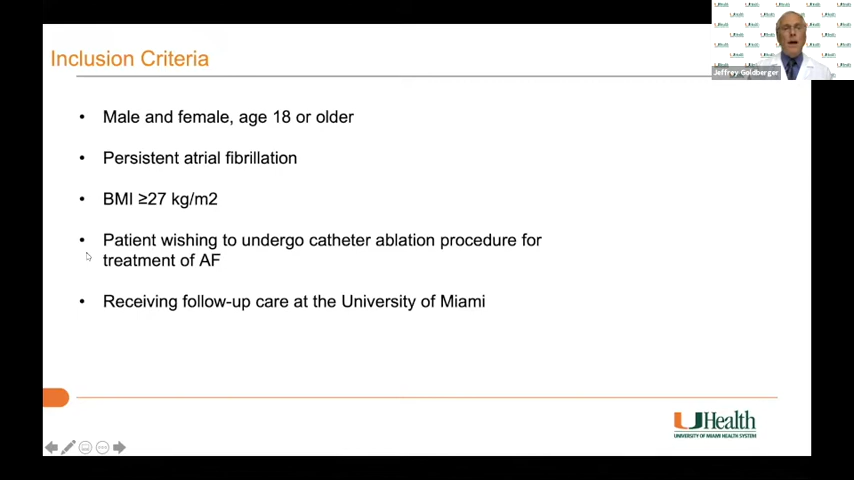 Inclusion Criteria
Male and female, age 18 or older
Persistent atrial fibrillation
BMI ≥27 kg/m2
Patient wishing to undergo catheter ablation procedure for
treatment of AF
Receiving follow-up care at the University of Miami
UHealth
UNIVERSITY OF MIAMI HEALTH SYSTEM
Jeffrey Goldberger